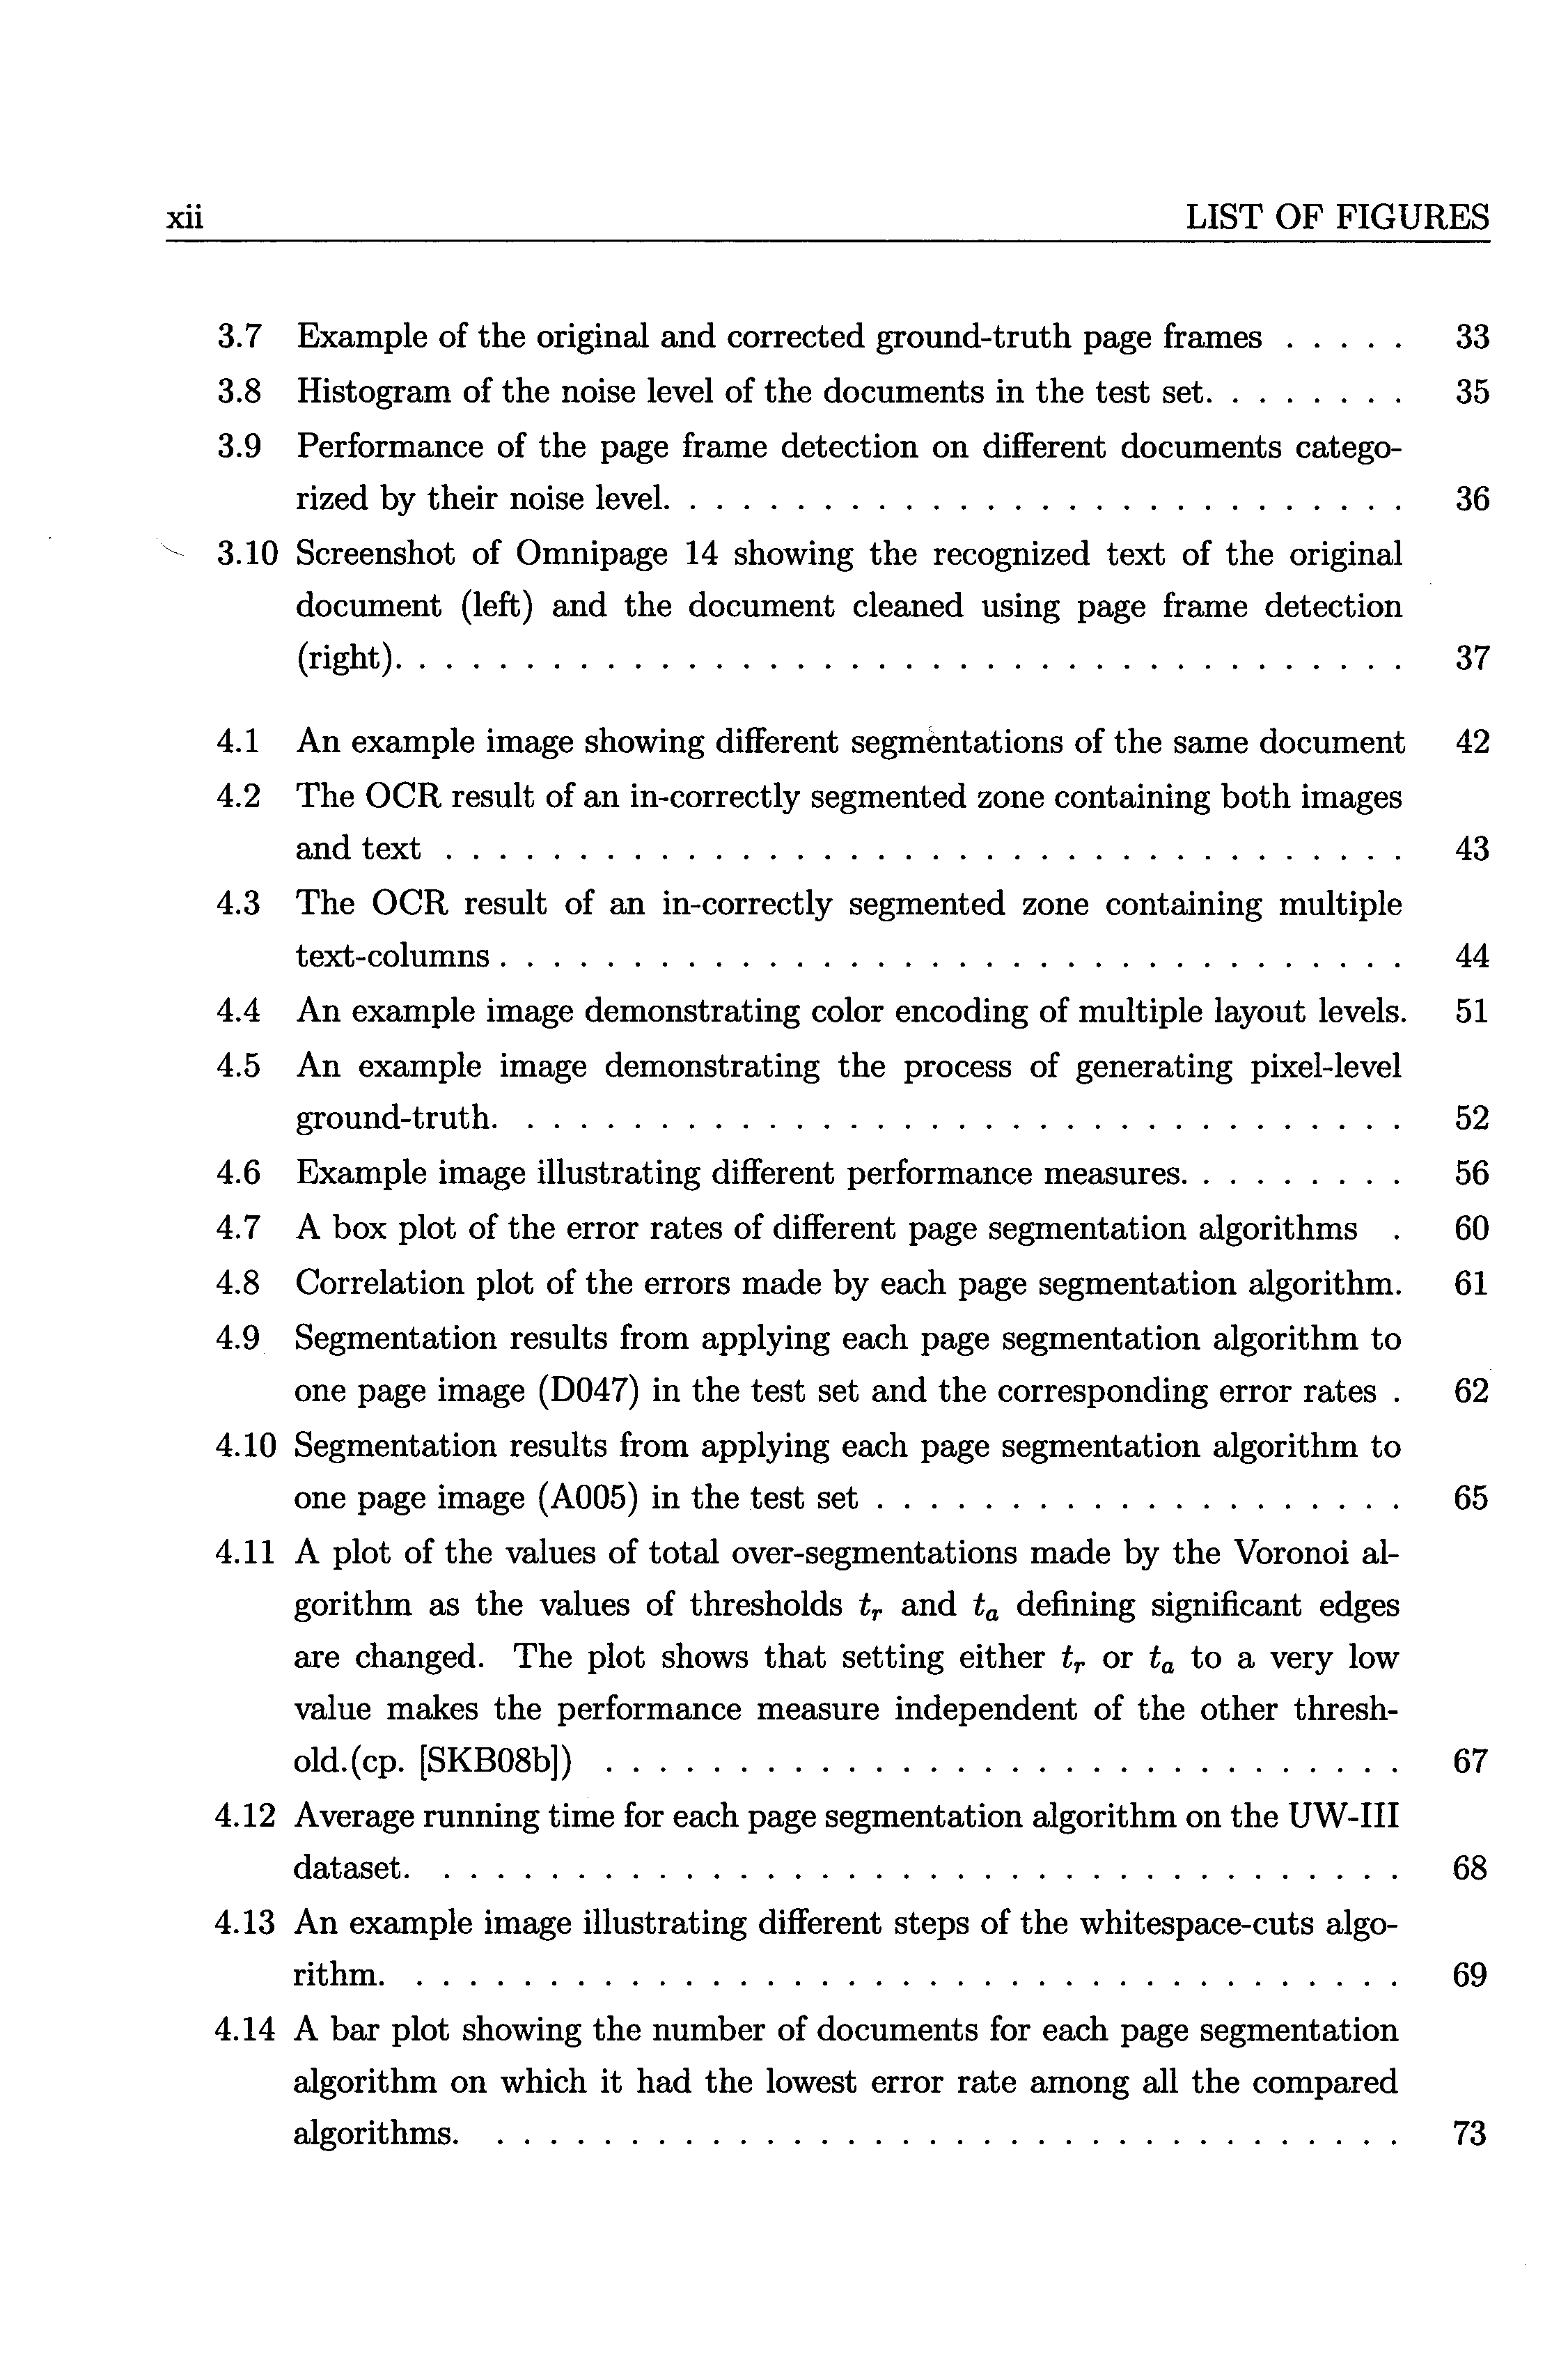 xii LIST OF FIGURES
3.7 Example of the original and corrected ground-truth page frames . . . . . 33
3.8 Histogram of the noise level of the documents in the test set. . . . . . . . 35
3.9 Performance of the page frame detection on different documents catego-
rized by their noise level. . . . . . . . . . . . . . . . . . . . . . . . . . . . 36
3.10 Screenshot of Omnipage 14 showing the recognized text of the original
document (left) and the document cleaned using page frame detection
(right). . . . . . . . . . . . . . . . . . . . . . . . . . . . . . . . . . . . . . 37
4.1 An example image showing different segmentations of the same document 42
4.2 The OCR result of an in-correctly segmented zone containing both images
and text . . . . . . . . . . . . . . . . . . . . . . . . . . . . . . . . . . . . 43
4.3 The OCR result of an in-correctly segmented zone containing multiple
text-columns . . . . . . . . . . . . . . . . . . . . . . . . . . . . . . . . . . 44
4.4 An example image demonstrating color encoding of multiple layout levels. 51
4.5 An example image demonstrating the process of generating pixel-level
ground-truth. . . . . . . . . . . . . . . . . . . . . . . . . . . . . . . . . . 52
4.6 Example image illustrating different performance measures. . . . . . . . . 56
4.7 A box plot of the error rates of different page segmentation algorithms . 60
4.8 Correlation plot of the errors made by each page segmentation algorithm. 61
4.9 Segmentation results from applying each page segmentation algorithm to
one page image (D047) in the test set and the corresponding error rates . 62
4.10 Segmentation results from applying each page segmentation algorithm to
one page image (A005) in the test set . . . . . . . . . . . . . . . . . . . . 65
4.11 A plot of the values of total over-segmentations made by the Voronoi al-
gorithm as the values of thresholds tr and ta defining significant edges
are changed. The plot shows that setting either tr or ta to a very low
value makes the performance measure independent of the other thresh-
old.(cp. [SKB08b]) . . . . . . . . . . . . . . . . . . . . . . . . . . . . . . 67
4.12 Average running time for each page segmentation algorithm on the UW-III
dataset. . . . . . . . . . . . . . . . . . . . . . . . . . . . . . . . . . . . . 68
4.13 An example image illustrating different steps of the whitespace-cuts algo-
rithm. . . . . . . . . . . . . . . . . . . . . . . . . . . . . . . . . . . . . . 69
4.14 A bar plot showing the number of documents for each page segmentation
algorithm on which it had the lowest error rate among all the compared
algorithms. . . . . . . . . . . . . . . . . . . . . . . . . . . . . . . . . . . 73